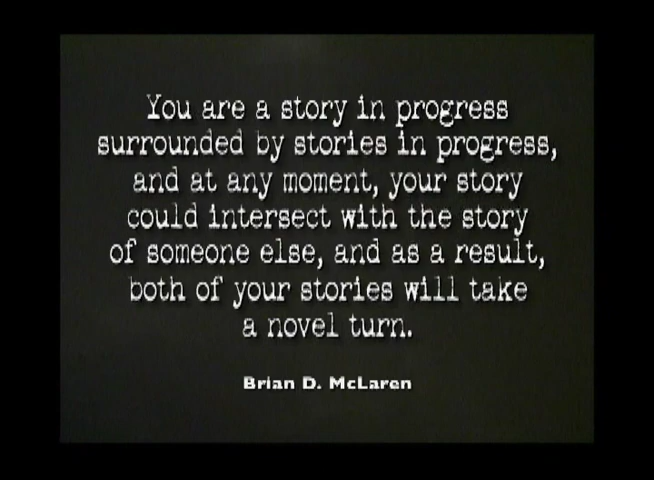 You are a story in progress
surrounded by stories in progress,
and at any moment, your story
could intersect with the story
of someone else, and as a result,
both of your stories will take
a novel turn.
Brian D. McLaren